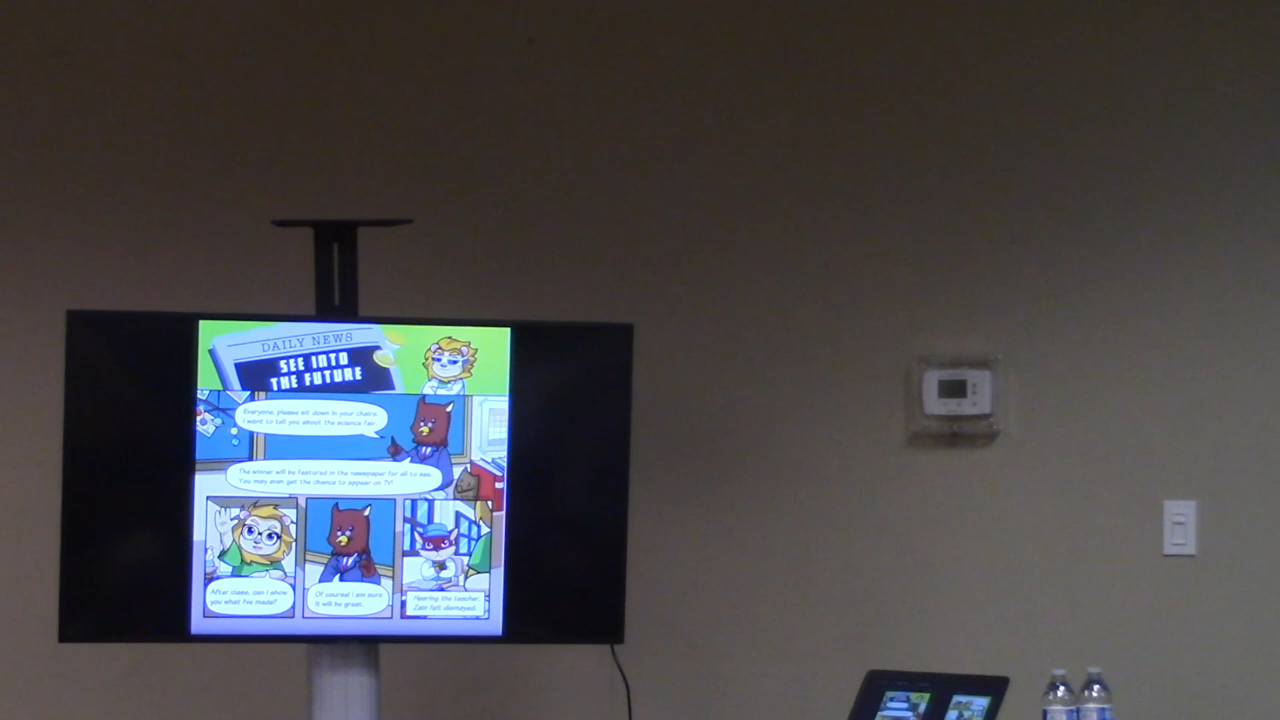 DAILY NEWS
SEE INTO
THE FUTURE
Everyone, please sit down in your chairs.
I want to tell you about the science fair.
The winner will be featured in the newspaper for all to see.
You may even get the chance to appear on TV!
After class, can I show
you what I've made?
Of course! I am sure
it will be great.
Hearing the teacher,
Zain felt dismayed.